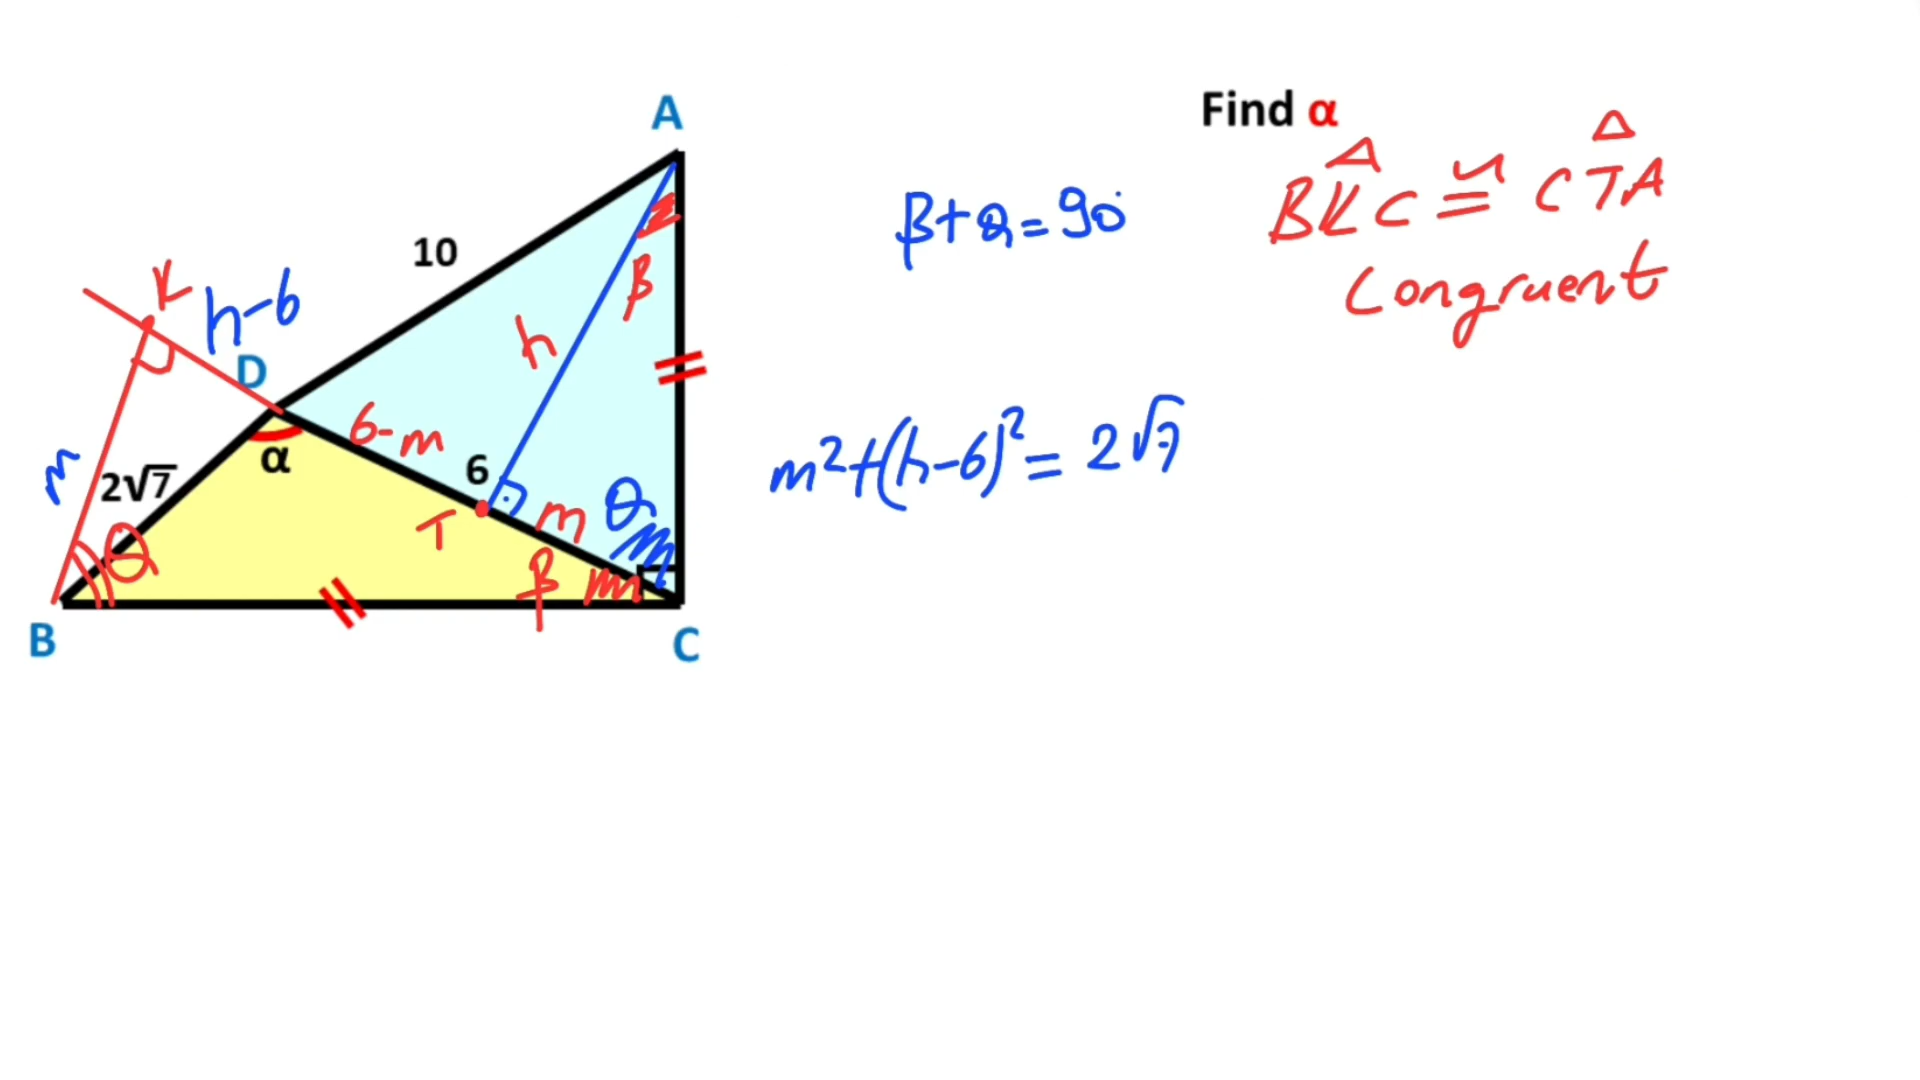 Find α
A
BKC ≅ CTA
β+θ=90°
Congruent
10
K
h-6
β
h
D
6-m
α
6
m²+(h-6)²=2√7
m
2√7
T
m
θ
θ
β
B
C